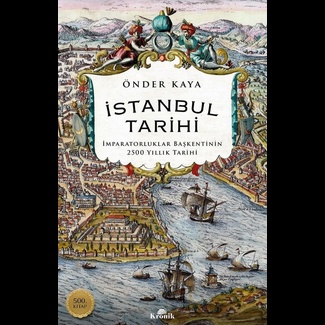 ÖNDER KAYA
İSTANBUL
TARİHİ
İMPARATORLUKLAR BAŞKENTİNİN
2500 YILLIK TARİHİ
500.
KİTAP
Kronik